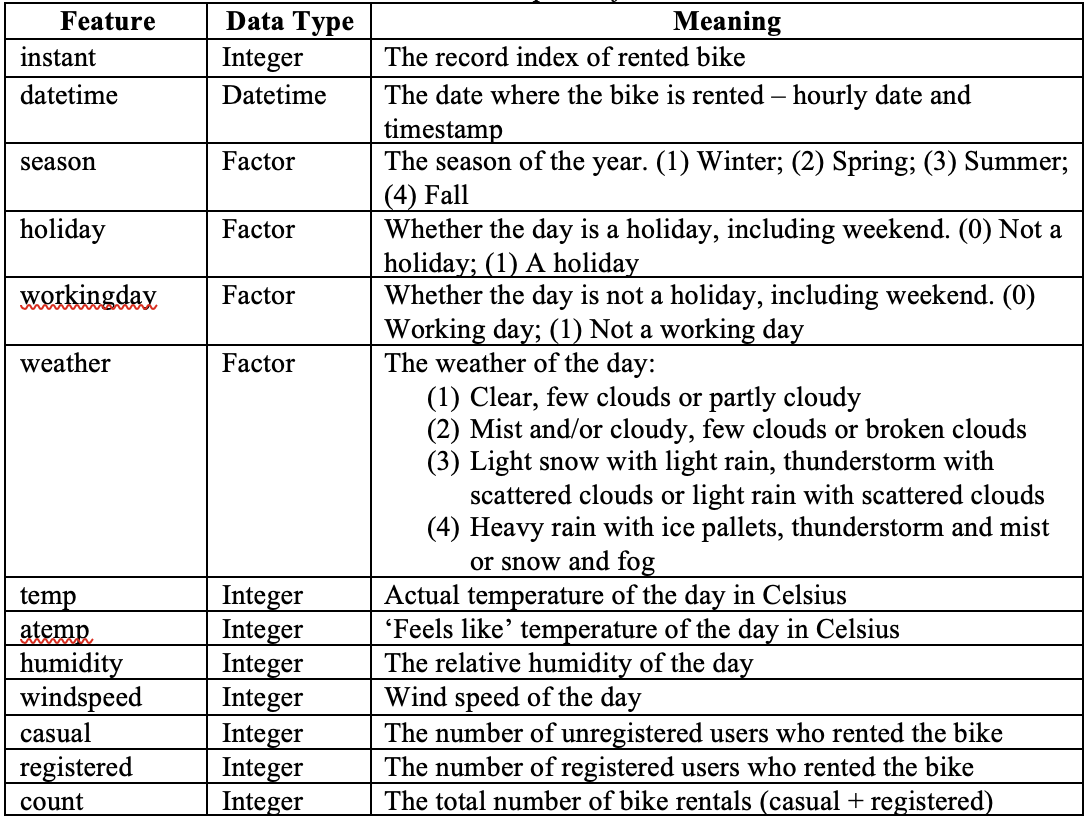 Feature Data Type Meaning
instant Integer The record index of rented bike
datetime Datetime The date where the bike is rented – hourly date and
timestamp
season Factor The season of the year. (1) Winter; (2) Spring; (3) Summer;
(4) Fall
holiday Factor Whether the day is a holiday, including weekend. (0) Not a
holiday; (1) A holiday
workingday Factor Whether the day is not a holiday, including weekend. (0)
Working day; (1) Not a working day
weather Factor The weather of the day:
(1) Clear, few clouds or partly cloudy
(2) Mist and/or cloudy, few clouds or broken clouds
(3) Light snow with light rain, thunderstorm with
scattered clouds or light rain with scattered clouds
(4) Heavy rain with ice pallets, thunderstorm and mist
or snow and fog
temp Integer Actual temperature of the day in Celsius
atemp Integer ‘Feels like’ temperature of the day in Celsius
humidity Integer The relative humidity of the day
windspeed Integer Wind speed of the day
casual Integer The number of unregistered users who rented the bike
registered Integer The number of registered users who rented the bike
count Integer The total number of bike rentals (casual + registered)